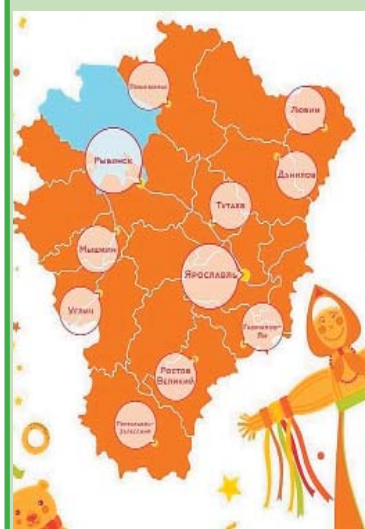 Пошехонье
Любим
Рыбинск
Данилов
Тутаев
Мышкин
Ярославль
Углич
Гаврилов-
Ям
Ростов
Великий
Переславль-
Залесский